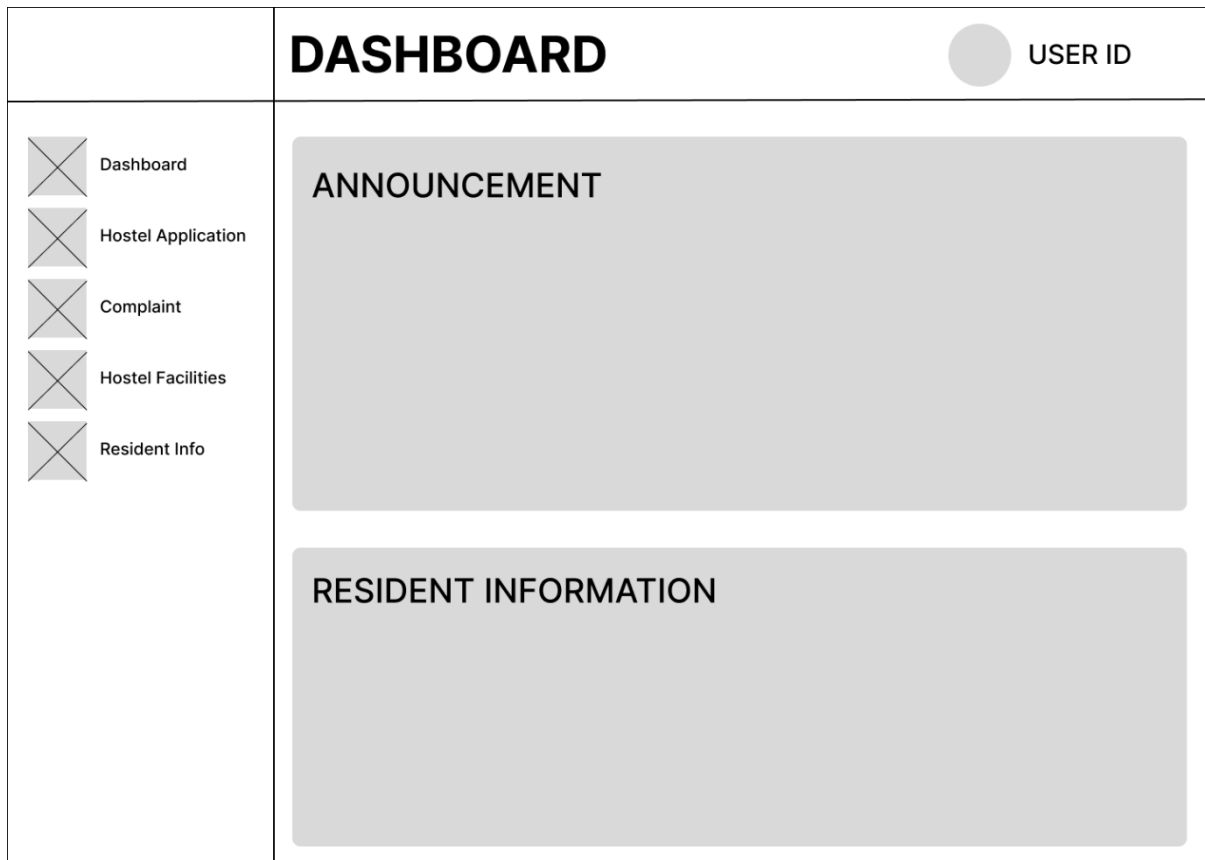 DASHBOARD
USER ID
Dashboard
Hostel Application
Complaint
Hostel Facilities
Resident Info
ANNOUNCEMENT
RESIDENT INFORMATION